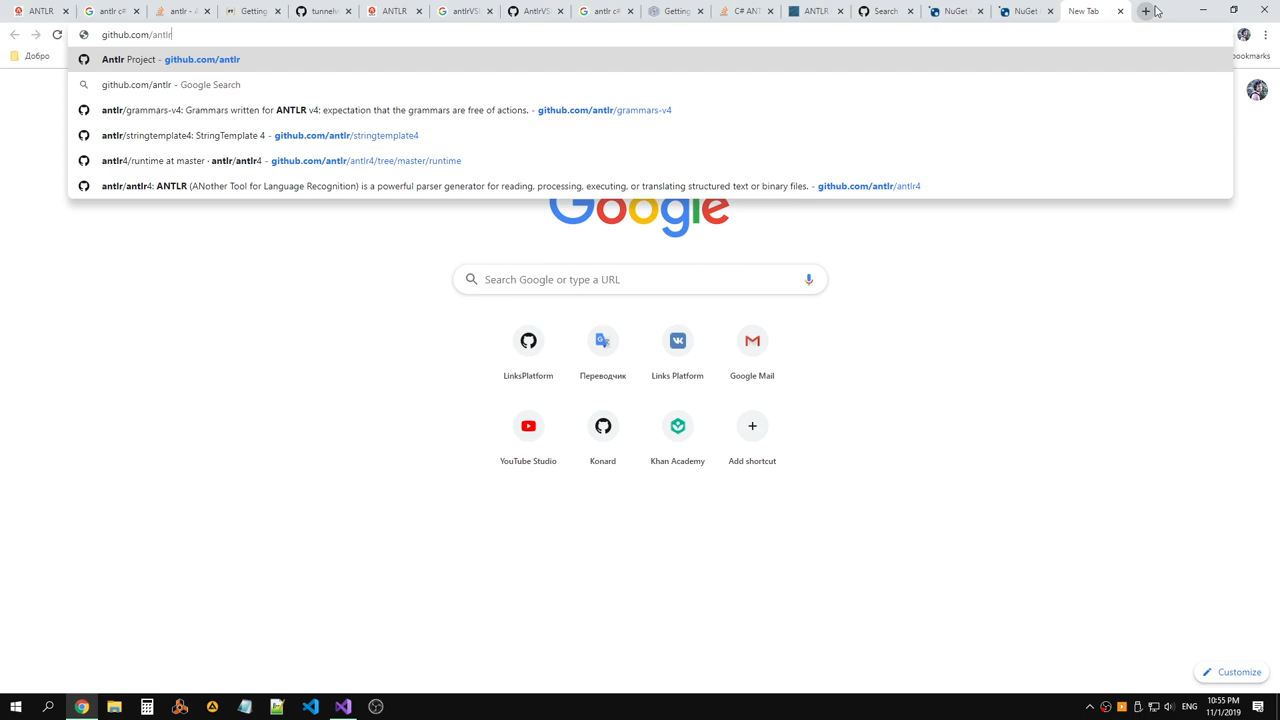 ANTLR
antlr c#
antlr -
Getting
tunnelv
ANTLR
antlrVSI
AntlrVS
antlr c#
Getting
C# ANT
ANTLR
Search
NuGet
NuGet
New Tab
github.com/antlr
Добро
bookmarks
Antlr Project - github.com/antlr
github.com/antlr - Google Search
antlr/grammars-v4: Grammars written for ANTLR v4: expectation that the grammars are free of actions. - github.com/antlr/grammars-v4
antlr/stringtemplate4: StringTemplate 4 - github.com/antlr/stringtemplate4
antlr4/runtime at master · antlr/antlr4 - github.com/antlr/antlr4/tree/master/runtime
antlr/antlr4: ANTLR (ANother Tool for Language Recognition) is a powerful parser generator for reading, processing, executing, or translating structured text or binary files. - github.com/antlr/antlr4
Google
Search Google or type a URL
LinksPlatform
Переводчик
Links Platform
Google Mail
YouTube Studio
Konard
Khan Academy
Add shortcut
Customize
ENG
10:55 PM
11/1/2019